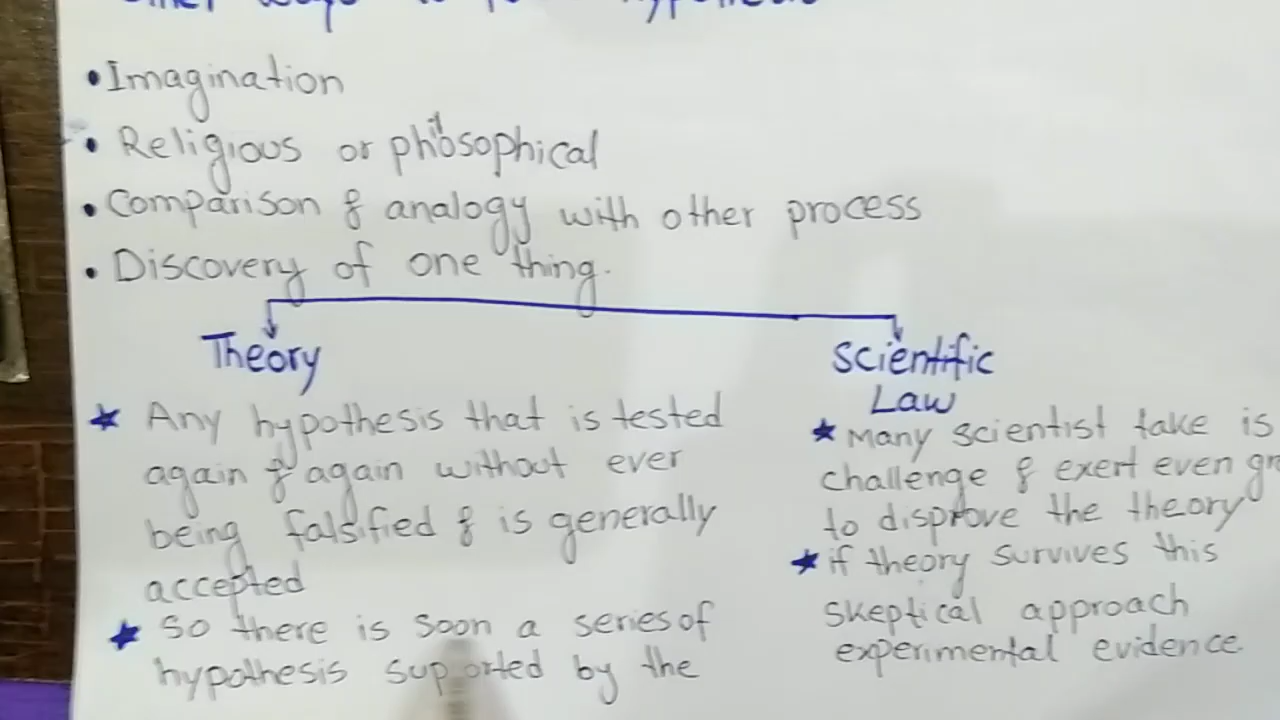 • Imagination
• Religious or philosophical
• Comparison & analogy with other process
• Discovery of one thing.
Theory
Scientific
Law
★ Any hypothesis that is tested
again & again without ever
being falsified & is generally
accepted
★ So there is soon a series of
hypothesis supported by the
★ Many scientist take is
challenge & exert even
to disprove the theory
★ if theory survives this
skeptical approach
experimental evidence.